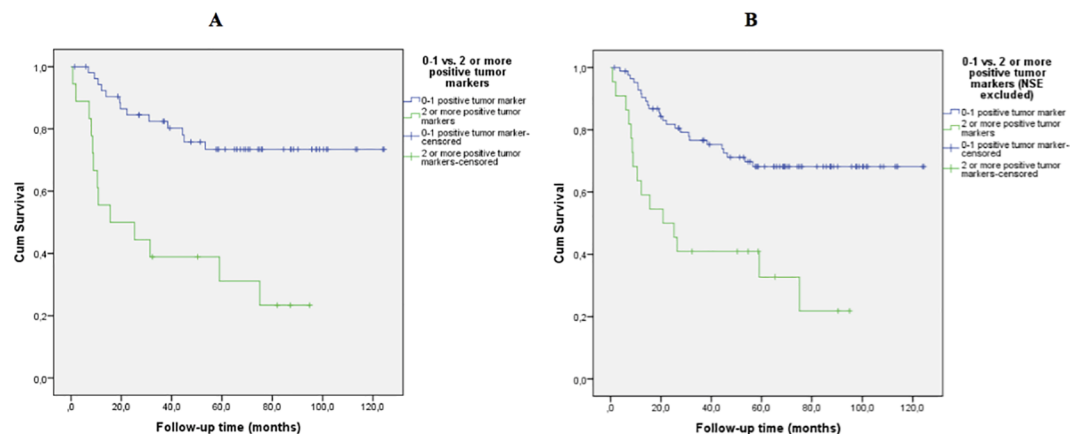 A
0-1 vs. 2 or more
positive tumor
markers
0-1 positive tumor marker
2 or more positive tumor
markers
0-1 positive tumor marker-
censored
2 or more positive tumor
markers-censored
Cum Survival
1,0
0,8
0,6
0,4
0,2
0,0
,0 20,0 40,0 60,0 80,0 100,0 120,0
Follow-up time (months)
B
0-1 vs. 2 or more
positive tumor
markers (NSE
excluded)
0-1 positive tumor marker
2 or more positive tumor
markers
0-1 positive tumor marker-
censored
2 or more positive tumor
markers-censored
Cum Survival
1,0
0,8
0,6
0,4
0,2
0,0
,0 20,0 40,0 60,0 80,0 100,0 120,0
Follow-up time (months)